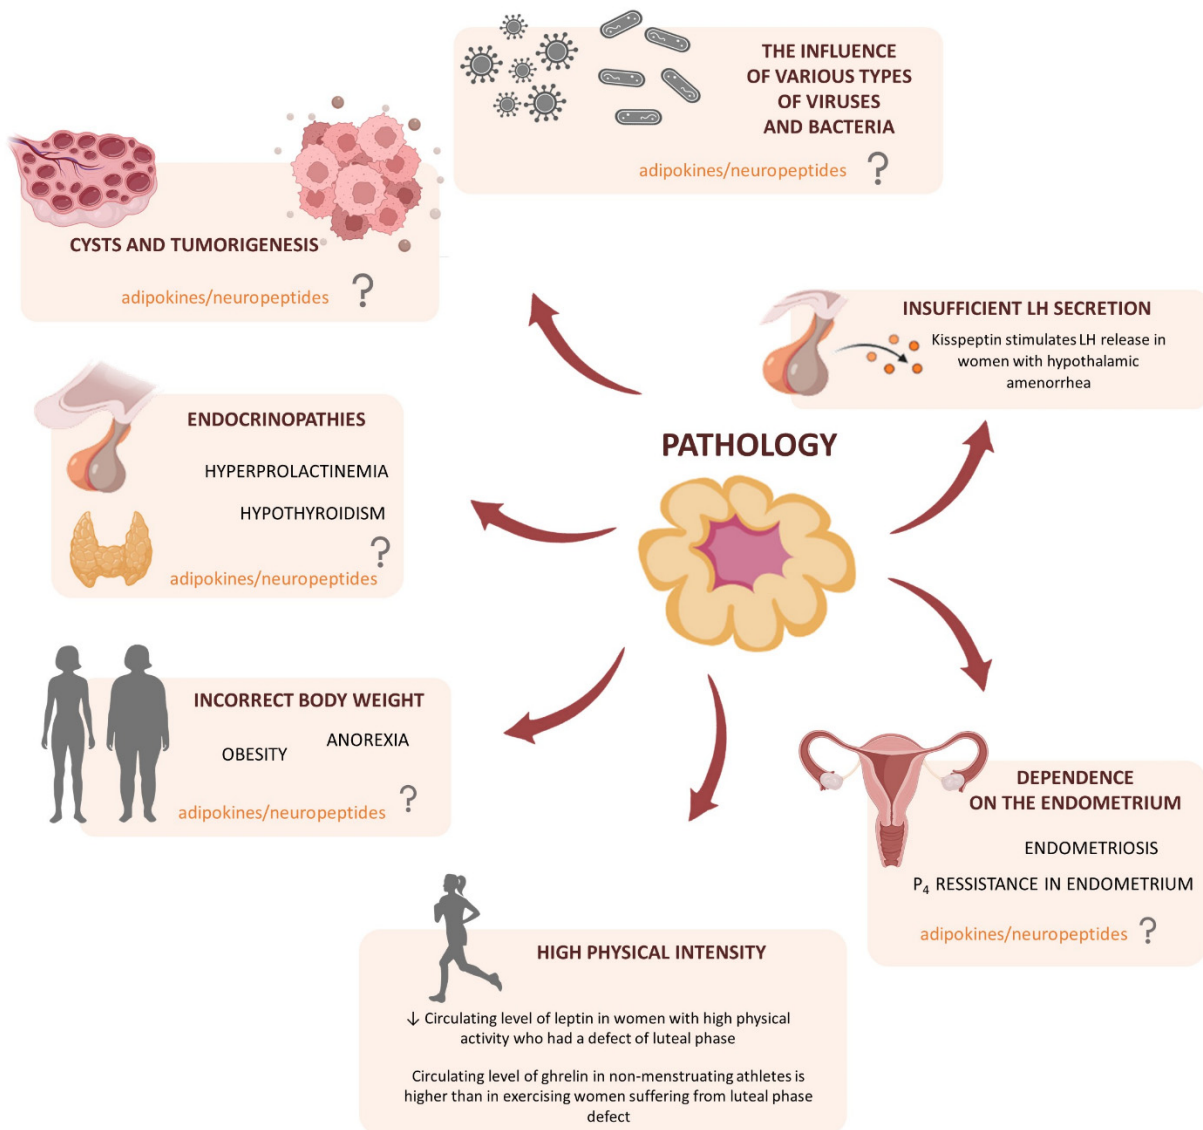 THE INFLUENCE
OF VARIOUS TYPES
OF VIRUSES
AND BACTERIA
adipokines/neuropeptides ?
CYSTS AND TUMORIGENESIS
adipokines/neuropeptides ?
INSUFFICIENT LH SECRETION
Kisspeptin stimulates LH release in
women with hypothalamic
amenorrhea
ENDOCRINOPATHIES
HYPERPROLACTINEMIA
HYPOTHYROIDISM
?
adipokines/neuropeptides
PATHOLOGY
INCORRECT BODY WEIGHT
ANOREXIA
OBESITY
adipokines/neuropeptides ?
DEPENDENCE
ON THE ENDOMETRIUM
ENDOMETRIOSIS
P₄ RESSISTANCE IN ENDOMETRIUM
adipokines/neuropeptides ?
HIGH PHYSICAL INTENSITY
↓ Circulating level of leptin in women with high physical
activity who had a defect of luteal phase
Circulating level of ghrelin in non-menstruating athletes is
higher than in exercising women suffering from luteal phase
defect